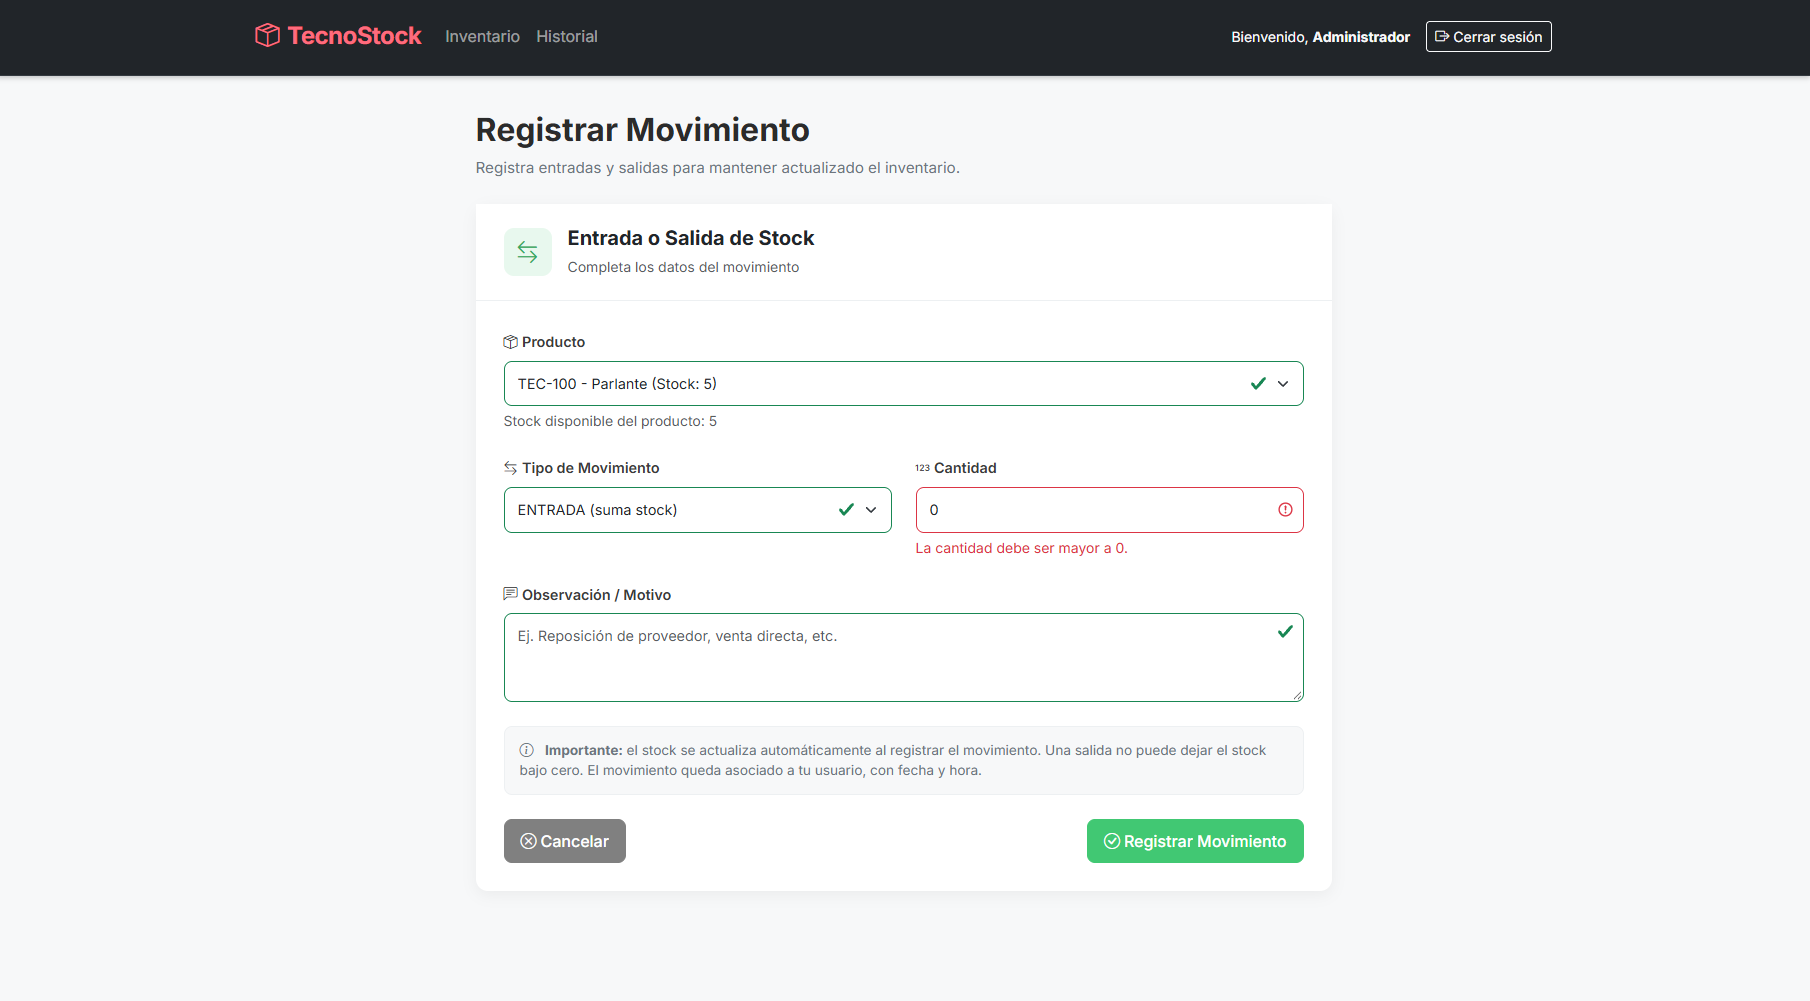 TecnoStock
Inventario
Historial
Bienvenido, Administrador
Cerrar sesión
Registrar Movimiento
Registra entradas y salidas para mantener actualizado el inventario.
Entrada o Salida de Stock
Completa los datos del movimiento
Producto
TEC-100 - Parlante (Stock: 5)
Stock disponible del producto: 5
Tipo de Movimiento
ENTRADA (suma stock)
123 Cantidad
0
La cantidad debe ser mayor a 0.
Observación / Motivo
Ej. Reposición de proveedor, venta directa, etc.
Importante: el stock se actualiza automáticamente al registrar el movimiento. Una salida no puede dejar el stock
bajo cero. El movimiento queda asociado a tu usuario, con fecha y hora.
Cancelar
Registrar Movimiento